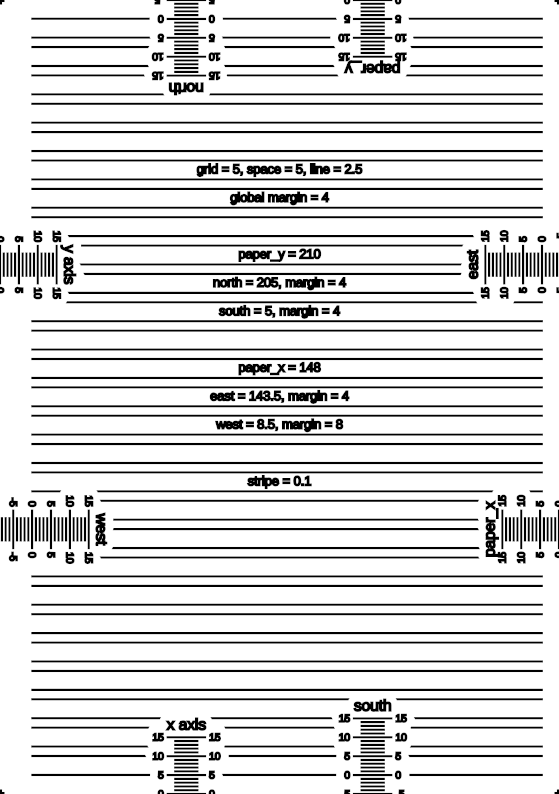 5 5 5 5
0 0 0 0
5 5 5 5
10 10 10 10
15 15 15 15
north paper_y
grid = 5, space = 5, line = 2.5
global margin = 4
0 5 10 15 y axis east 15 10 5 0
paper_y = 210
north = 205, margin = 4
0 5 10 15 15 10 5 0
south = 5, margin = 4
paper_x = 148
east = 143.5, margin = 4
west = 8.5, margin = 8
stripe = 0.1
-5 0 5 10 15 west paper_x 15 10 5 0
-5 0 5 10 15 15 10 5 0
south
15 15
x axis
15 15 10 10
10 10 5 5
5 5 0 0
0 0 5 5